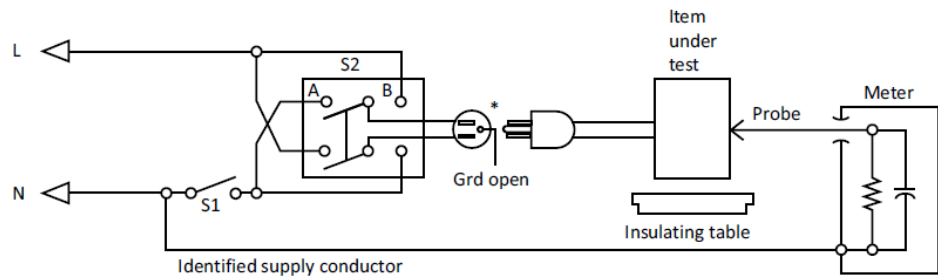 L
S2
A
B
*
Grd open
Item
under
test
Probe
Meter
N
S1
Insulating table
Identified supply conductor